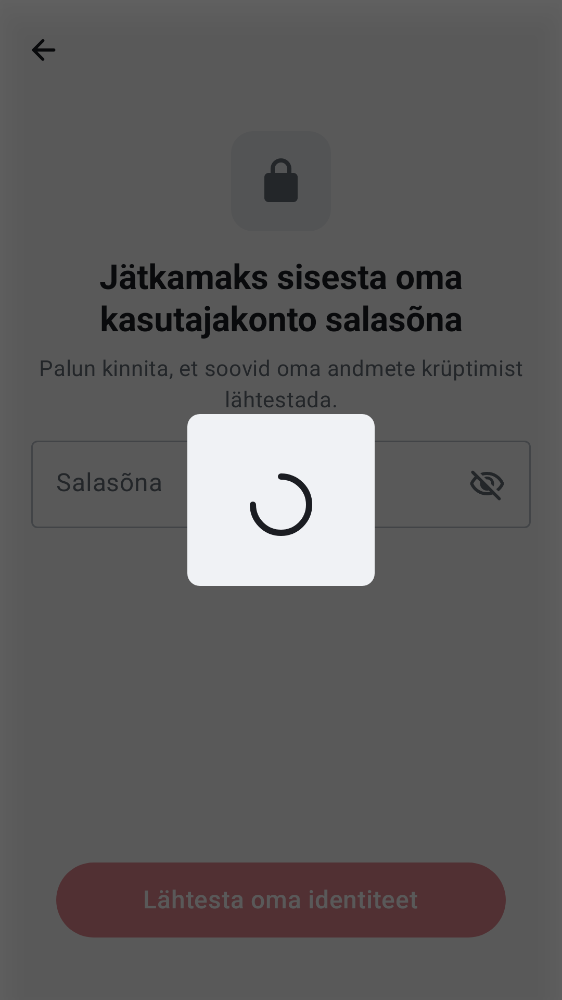 Jätkamaks sisesta oma
kasutajakonto salasõna
Palun kinnita, et soovid oma andmete krüptimist
lähtestada.
Salasõna
Lähtesta oma identiteet